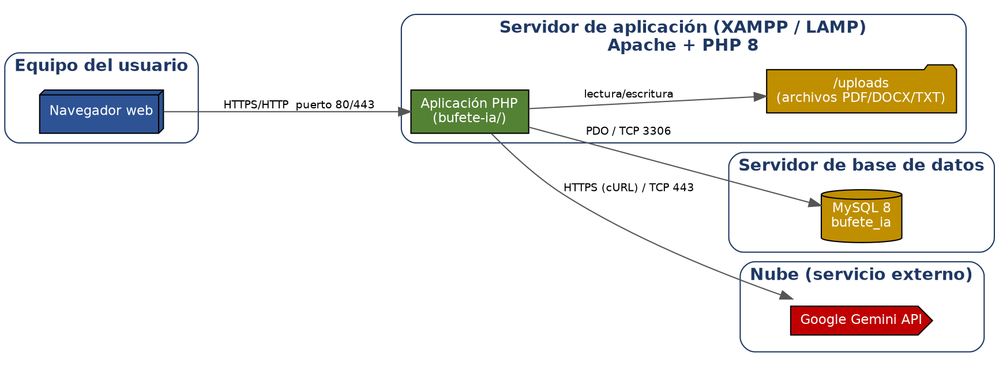 Servidor de aplicación (XAMPP / LAMP)
Apache + PHP 8
Equipo del usuario
Navegador web
HTTPS/HTTP  puerto 80/443
Aplicación PHP
(bufete-ia/)
lectura/escritura
/uploads
(archivos PDF/DOCX/TXT)
PDO / TCP 3306
Servidor de base de datos
HTTPS (cURL) / TCP 443
MySQL 8
bufete_ia
Nube (servicio externo)
Google Gemini API